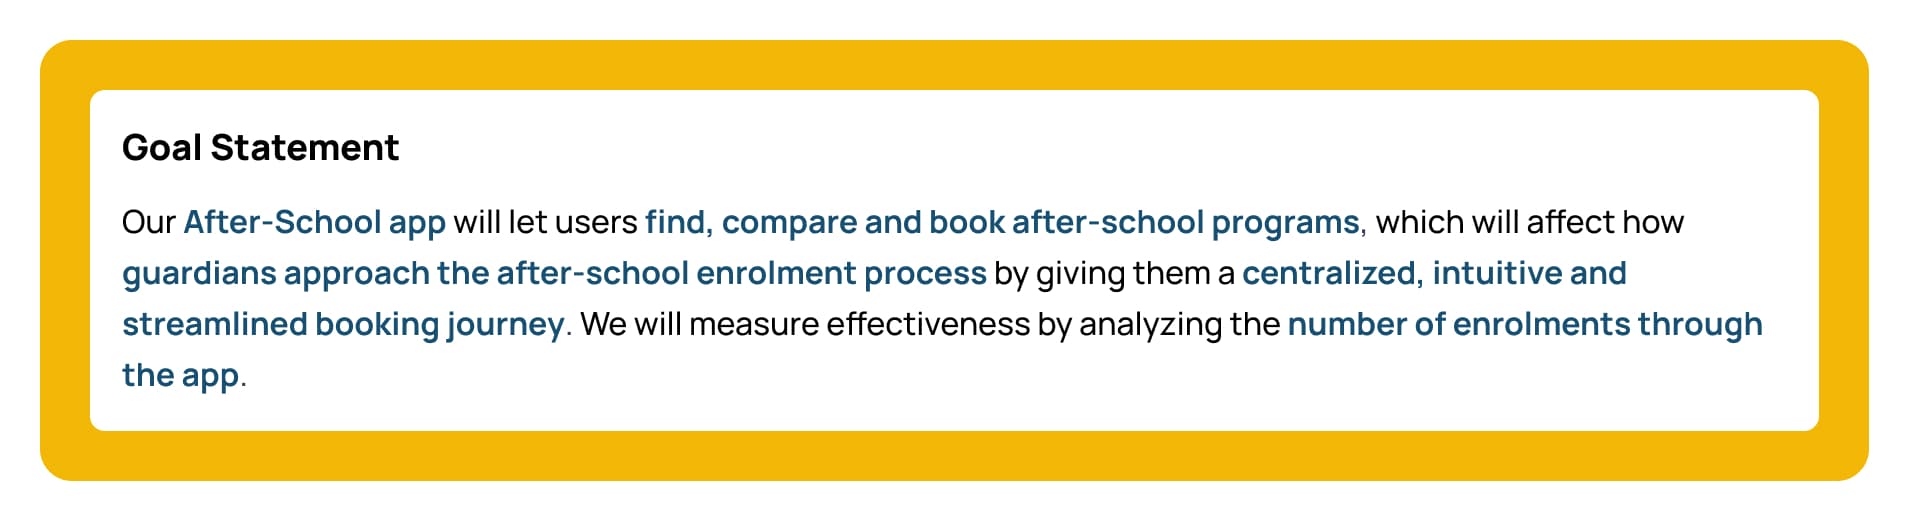 Goal Statement
Our After-School app will let users find, compare and book after-school programs, which will affect how
guardians approach the after-school enrolment process by giving them a centralized, intuitive and
streamlined booking journey. We will measure effectiveness by analyzing the number of enrolments through
the app.